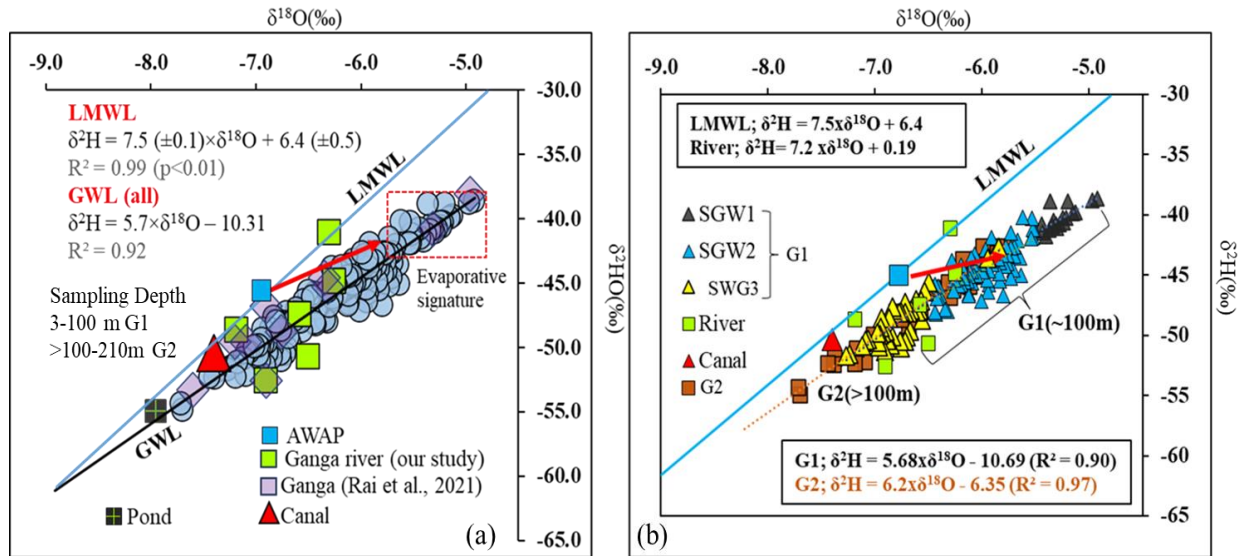 δ¹⁸O(‰)
-9.0 -8.0 -7.0 -6.0 -5.0
-30.0
-35.0
-40.0
-45.0
-50.0
-55.0
-60.0
-65.0
δ²HO(‰)
LMWL
δ²H = 7.5 (±0.1)×δ¹⁸O + 6.4 (±0.5)
R² = 0.99 (p<0.01)
GWL (all)
δ²H = 5.7×δ¹⁸O – 10.31
R² = 0.92
Sampling Depth
3-100 m G1
>100-210m G2
LMWL
Evaporative
signature
GWL
AWAP
Ganga river (our study)
Ganga (Rai et al., 2021)
Pond
Canal
(a)
δ¹⁸O(‰)
-9.0 -8.0 -7.0 -6.0 -5.0
-30
-35
-40
-45
-50
-55
-60
-65
δ²H(‰)
LMWL; δ²H = 7.5xδ¹⁸O + 6.4
River; δ²H= 7.2 xδ¹⁸O + 0.19
LMWL
SGW1
SGW2
G1
SWG3
River
Canal
G2
G1(~100m)
G2(>100m)
G1; δ²H = 5.68xδ¹⁸O - 10.69 (R² = 0.90)
G2; δ²H = 6.2xδ¹⁸O - 6.35 (R² = 0.97)
(b)